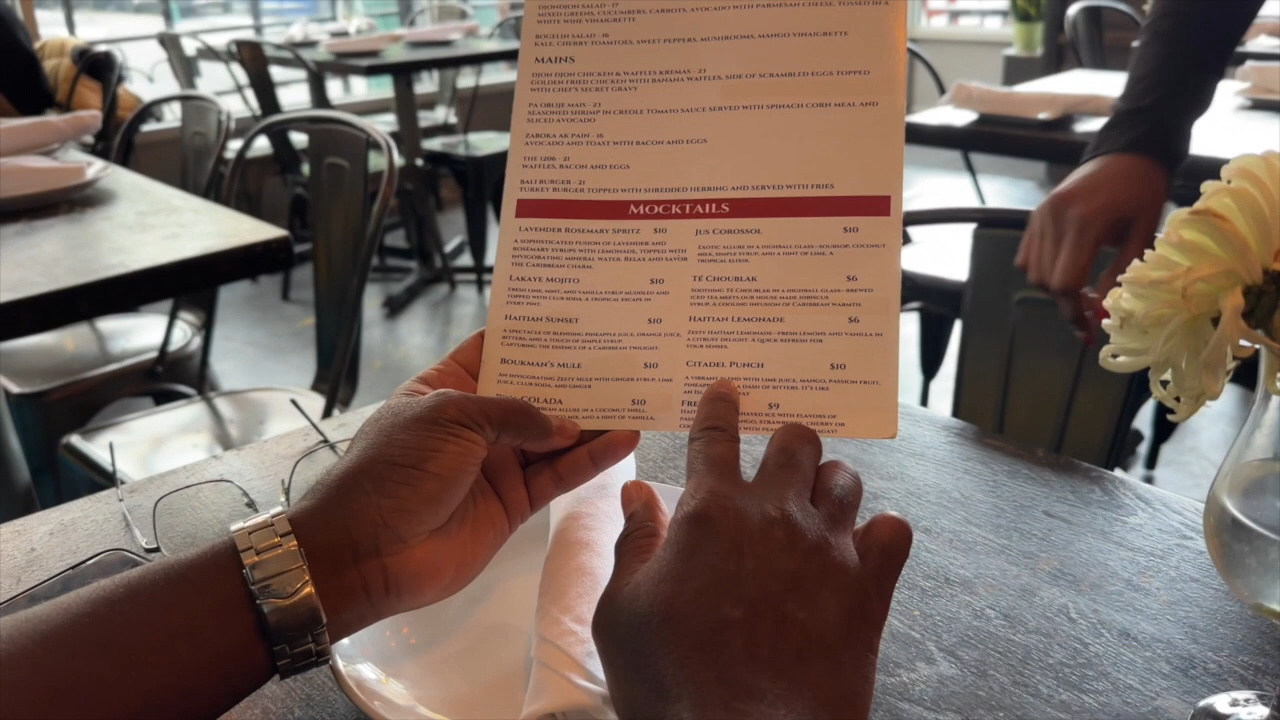 DJONDJON SALAD - 17
MIXED GREENS, CUCUMBERS, CARROTS, AVOCADO WITH PARMESAN CHEESE, TOSSED IN A
WHITE WINE VINAIGRETTE
ROGELIN SALAD - 16
KALE, CHERRY TOAMTOES, SWEET PEPPERS, MUSHROOMS, MANGO VINAIGRETTE
MAINS
DJON DJON CHICKEN & WAFFLES KREMAS - 23
GOLDEN FRIED CHICKEN WITH BANANA WAFFLES, SIDE OF SCRAMBLED EGGS TOPPED
WITH CHEF'S SECRET GRAVY
PA OBLIJE MAIS - 21
SEASONED SHRIMP IN CREOLE TOMATO SAUCE SERVED WITH SPINACH CORN MEAL AND
SLICED AVOCADO
ZABOKA AK PAIN - 16
AVOCADO AND TOAST WITH BACON AND EGGS
THE 1206 - 21
WAFFLES, BACON AND EGGS
BALI BURGER - 21
TURKEY BURGER TOPPED WITH SHREDDED HERRING AND SERVED WITH FRIES
MOCKTAILS
LAVENDER ROSEMARY SPRITZ $10
A SOPHISTICATED FUSION OF LAVENDER AND
ROSEMARY SYRUPS WITH LEMONADE, TOPPED WITH
INVIGORATING MINERAL WATER. RELAX AND SAVOR
THE CARIBBEAN CHARM.
LAKAYE MOJITO $10
FRESH LIME, MINT, AND VANILLA SYRUP MUDDLED AND
TOPPED WITH CLUB SODA. A TROPICAL ESCAPE IN
EVERY PINT.
HAITIAN SUNSET $10
A SPECTACLE OF BLENDING PINEAPPLE JUICE, ORANGE JUICE,
BITTERS, AND A TOUCH OF SIMPLE SYRUP.
CAPTURING THE ESSENCE OF A CARIBBEAN TWILIGHT.
BOUKMAN'S MULE $10
AN INVIGORATING ZESTY MULE WITH GINGER SYRUP, LIME
JUICE, CLUB SODA, AND GINGER
COLADA $10
ALLURE IN A COCONUT SHELL,
MIX, AND A HINT OF VANILLA.
JUS COROSSOL $10
EXOTIC ALLURE IN A HIGHBALL GLASS—SOURSOP, COCONUT
MILK, SIMPLE SYRUP, AND A HINT OF LIME, A
TROPICAL ELIXIR.
TÉ CHOUBLAK $6
SOOTHING TÉ CHOUBLAK IN A HIGHBALL GLASS—BREWED
ICED TEA MEETS OUR HOUSE MADE HIBISCUS
SYRUP. A COOLING INFUSION OF CARIBBEAN WARMTH.
HAITIAN LEMONADE $6
ZESTY HAITIAN LEMONADE—FRESH LEMONS AND VANILLA IN
A CITRUSY DELIGHT. A QUICK REFRESH FOR
YOUR SENSES.
CITADEL PUNCH $10
A VIBRANT BLEND WITH LIME JUICE, MANGO, PASSION FRUIT,
A DASH OF BITTERS. IT'S LIKE
AN
$9
ICE WITH FLAVORS OF
MANGO, STRAWBERRY, CHERRY OR